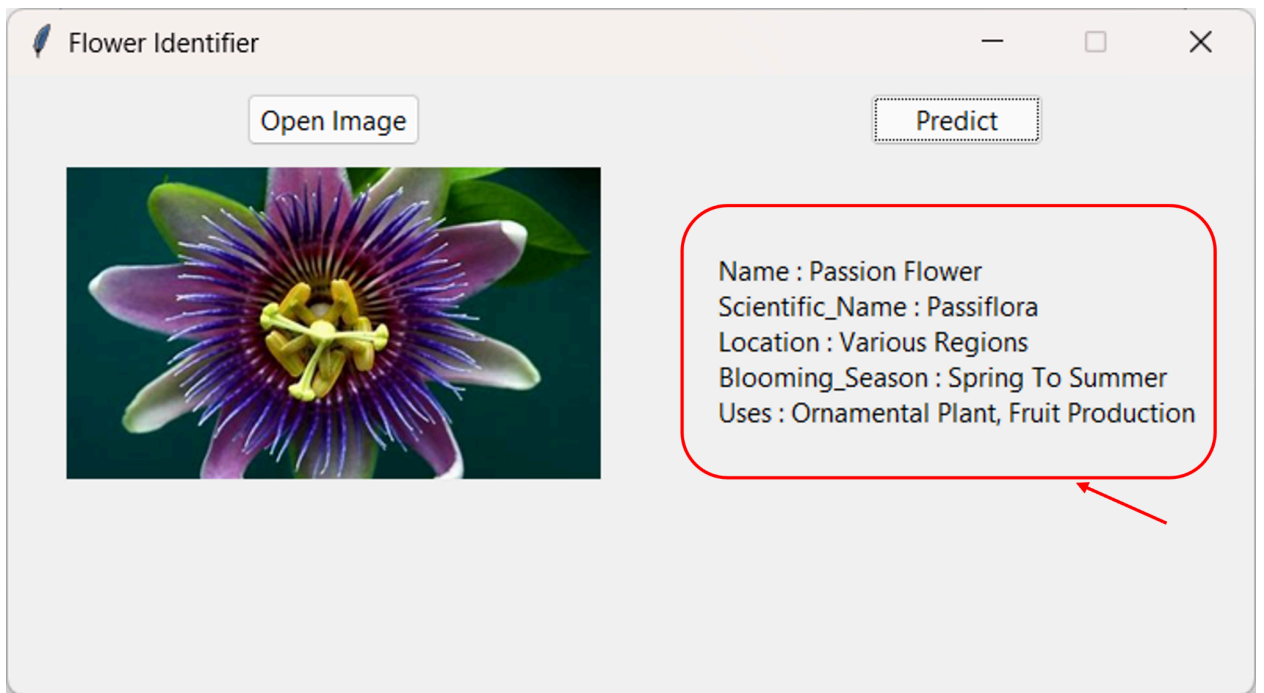 Flower Identifier
Open Image
Predict
Name : Passion Flower
Scientific_Name : Passiflora
Location : Various Regions
Blooming_Season : Spring To Summer
Uses : Ornamental Plant, Fruit Production